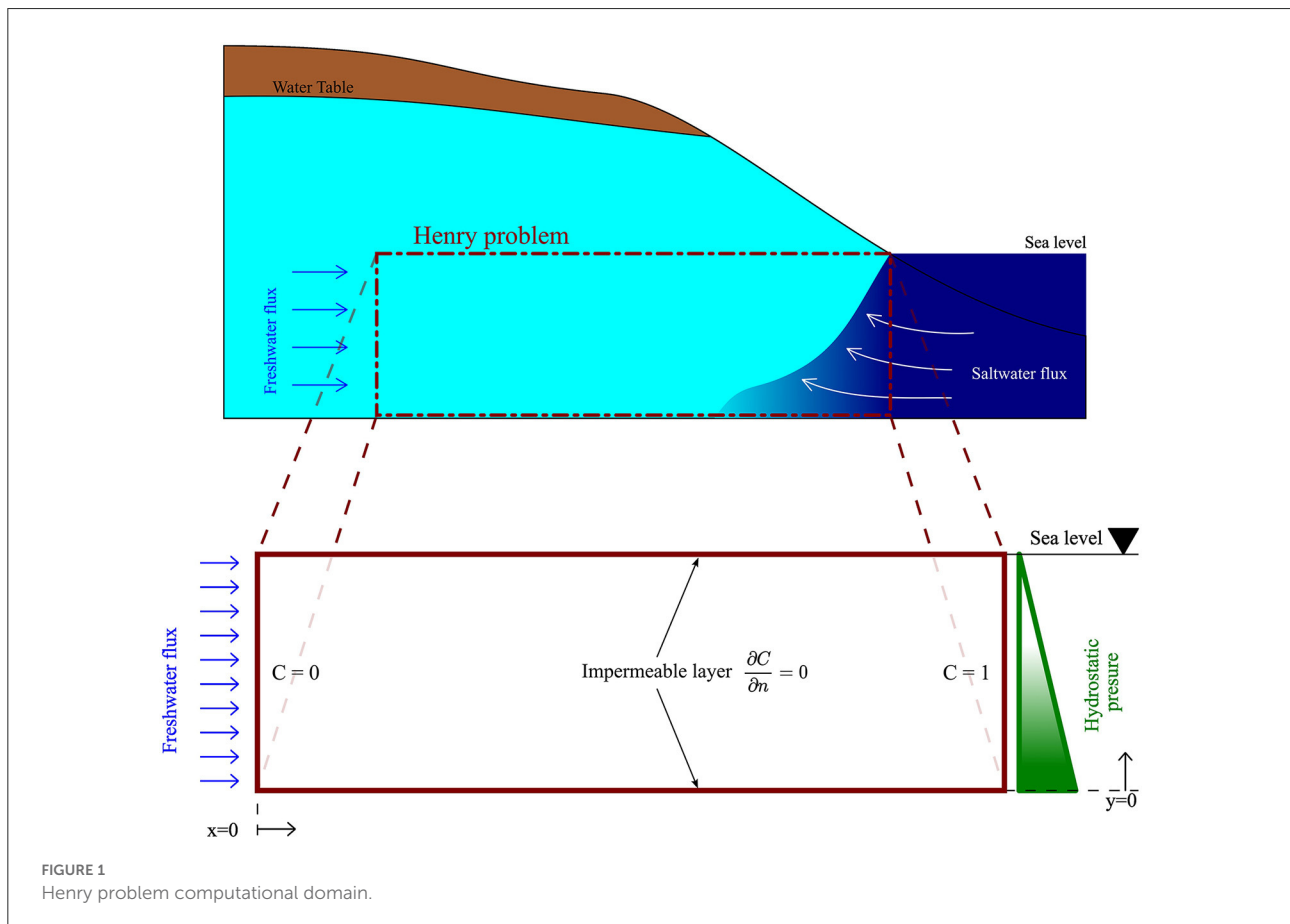 Water Table
Henry problem
Sea level
Freshwater flux
Saltwater flux
Sea level
Freshwater flux
C = 0
Impermeable layer ∂C/∂n = 0
C = 1
Hydrostatic
presure
y=0
x=0
FIGURE 1
Henry problem computational domain.